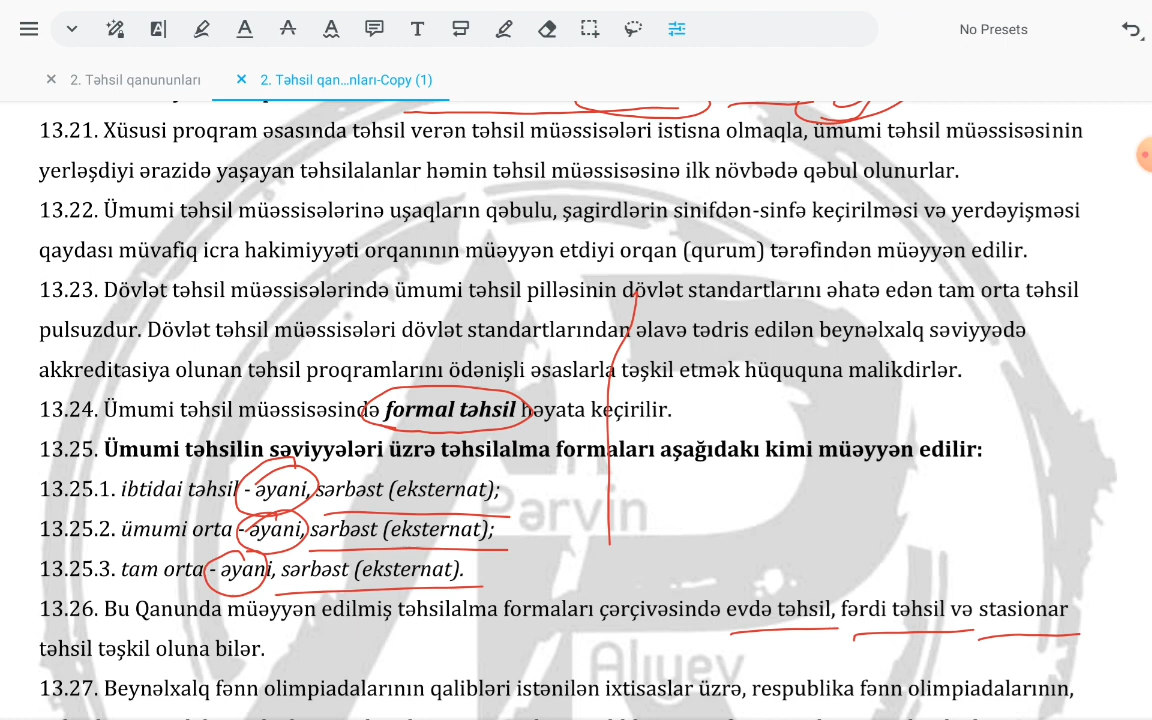 No Presets
2. Təhsil qanununları
2. Təhsil qan...nları-Copy (1)
13.21. Xüsusi proqram əsasında təhsil verən təhsil müəssisələri istisna olmaqla, ümumi təhsil müəssisəsinin
yerləşdiyi ərazidə yaşayan təhsilalanlar həmin təhsil müəssisəsinə ilk növbədə qəbul olunurlar.
13.22. Ümumi təhsil müəssisələrinə uşaqların qəbulu, şagirdlərin sinifdən-sinfə keçirilməsi və yerdəyişməsi
qaydası müvafiq icra hakimiyyəti orqanının müəyyən etdiyi orqan (qurum) tərəfindən müəyyən edilir.
13.23. Dövlət təhsil müəssisələrində ümumi təhsil pilləsinin dövlət standartlarını əhatə edən tam orta təhsil
pulsuzdur. Dövlət təhsil müəssisələri dövlət standartlarından əlavə tədris edilən beynəlxalq səviyyədə
akkreditasiya olunan təhsil proqramlarını ödənişli əsaslarla təşkil etmək hüququna malikdirlər.
13.24. Ümumi təhsil müəssisəsində formal təhsil həyata keçirilir.
13.25. Ümumi təhsilin səviyyələri üzrə təhsilalma formaları aşağıdakı kimi müəyyən edilir:
13.25.1. ibtidai təhsil - əyani, sərbəst (eksternat);
Pərvin
13.25.2. ümumi orta - əyani, sərbəst (eksternat);
13.25.3. tam orta - əyani, sərbəst (eksternat).
13.26. Bu Qanunda müəyyən edilmiş təhsilalma formaları çərçivəsində evdə təhsil, fərdi təhsil və stasionar
təhsil təşkil oluna bilər.
Alıyev
13.27. Beynəlxalq fənn olimpiadalarının qalibləri istənilən ixtisaslar üzrə, respublika fənn olimpiadalarının,